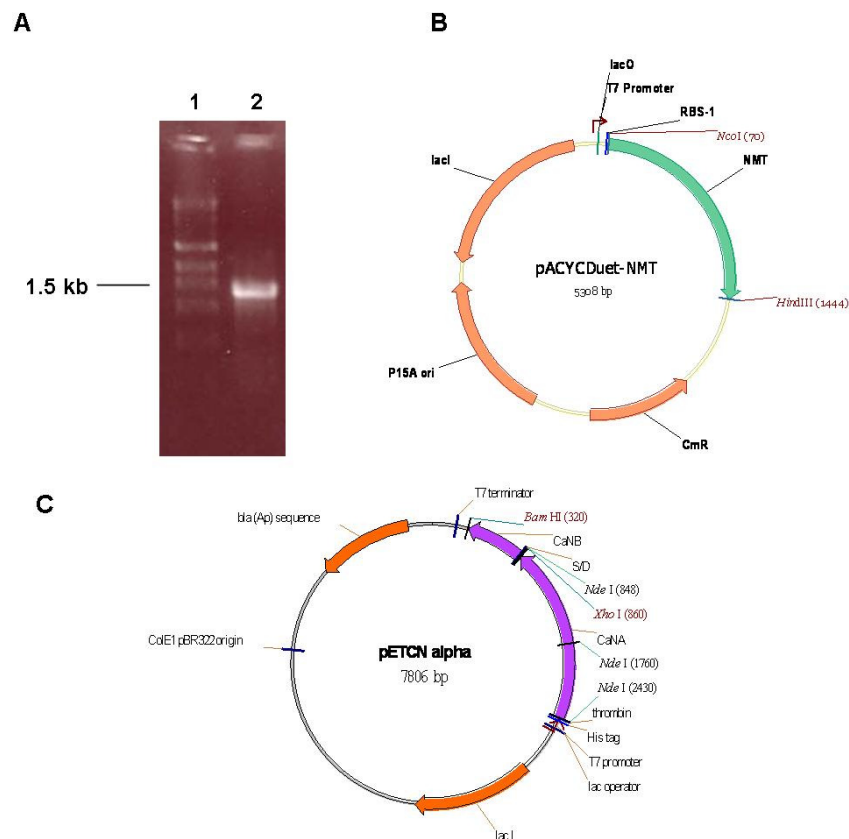 A
1 2
1.5 kb
B
lacO
T7 Promoter
RBS-1
NcoI (70)
NMT
lacI
pACYCDuet-NMT
5308 bp
HindIII (1444)
P15A ori
CmR
C
T7 terminator
bla (Ap) sequence
Bam HI (320)
CaNB
S/D
Nde I (848)
Xho I (860)
ColE1 pBR322 origin
CaNA
pETCN alpha
7806 bp
Nde I (1760)
Nde I (2430)
thrombin
His tag
T7 promoter
lac operator
lac I